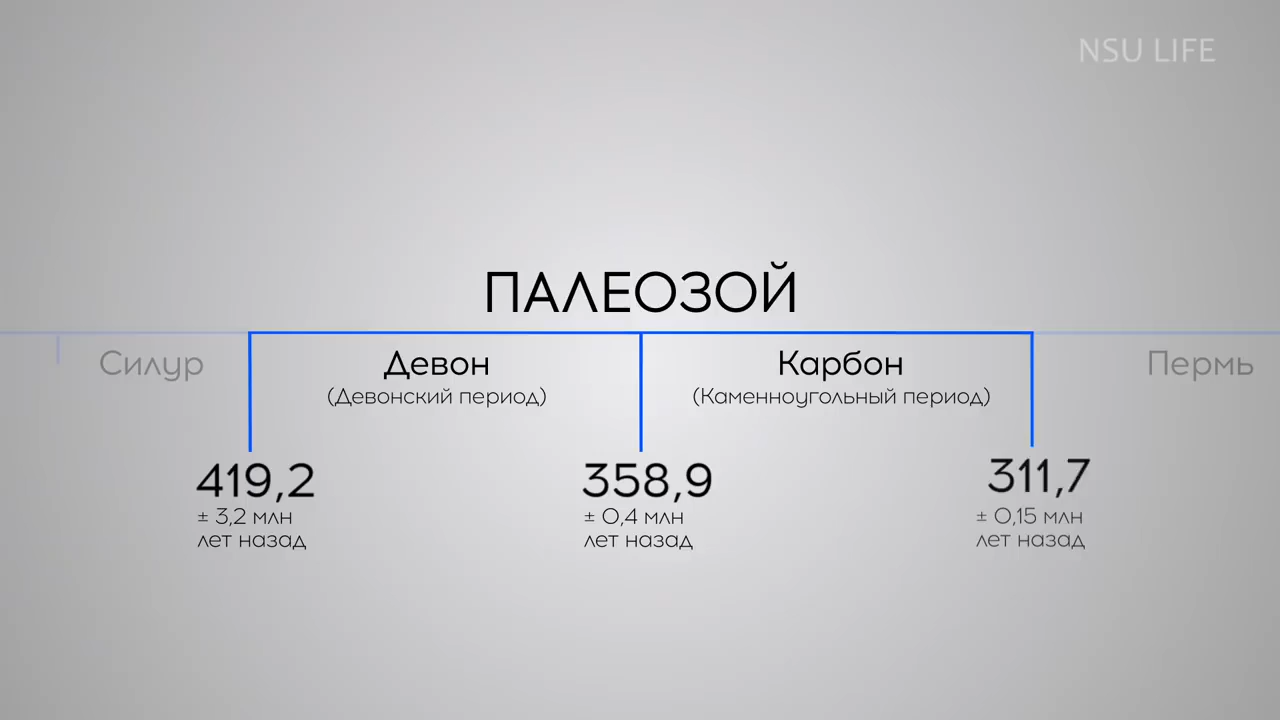 NSU LIFE
ПАЛЕОЗОЙ
Силур
Девон
(Девонский период)
Карбон
(Каменноугольный период)
Пермь
419,2
± 3,2 млн
лет назад
358,9
± 0,4 млн
лет назад
311,7
± 0,15 млн
лет назад